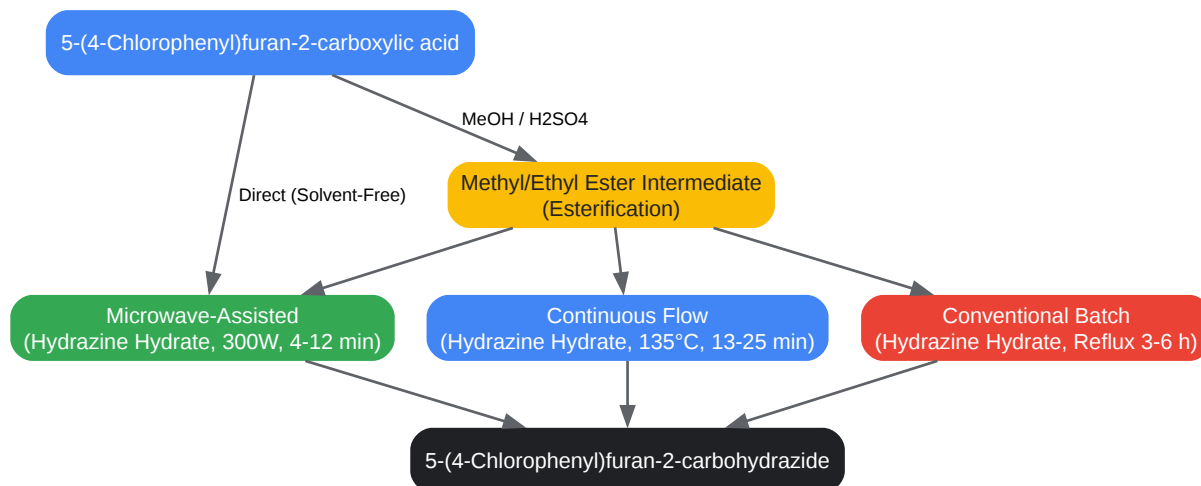 5-(4-Chlorophenyl)furan-2-carboxylic acid
MeOH / H2SO4
Methyl/Ethyl Ester Intermediate
(Esterification)
Direct (Solvent-Free)
Microwave-Assisted
(Hydrazine Hydrate, 300W, 4-12 min)
Continuous Flow
(Hydrazine Hydrate, 135°C, 13-25 min)
Conventional Batch
(Hydrazine Hydrate, Reflux 3-6 h)
5-(4-Chlorophenyl)furan-2-carbohydrazide